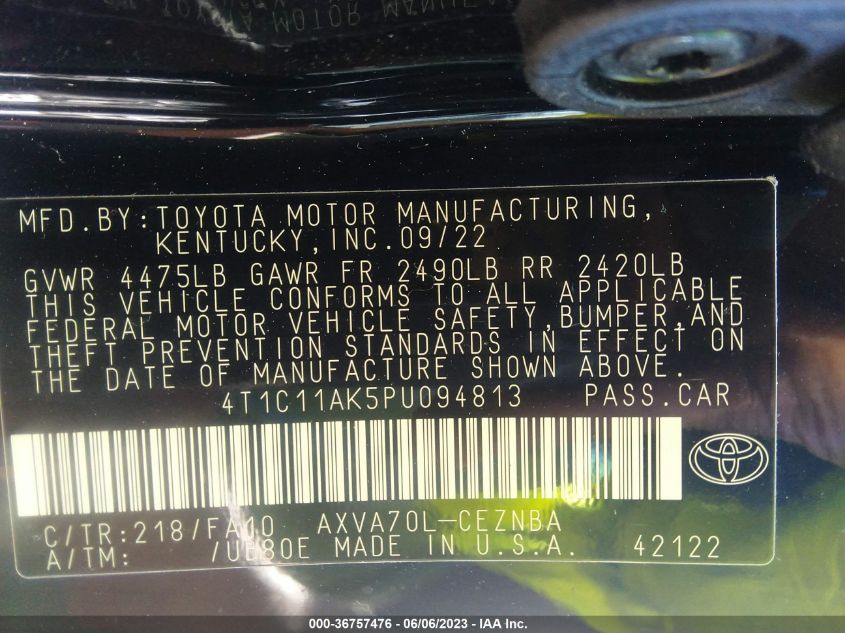 TOYOTA MOTOR MANUFA
MFD.BY:TOYOTA MOTOR MANUFACTURING,
KENTUCKY,INC.09/22
GVWR 4475LB GAWR FR 2490LB RR 2420LB
THIS VEHICLE CONFORMS TO ALL APPLICABLE
FEDERAL MOTOR VEHICLE SAFETY,BUMPER,AND
THEFT PREVENTION STANDARDS IN EFFECT ON
THE DATE OF MANUFACTURE SHOWN ABOVE.
4T1C11AK5PU094813 PASS.CAR
C/TR:218/FA10 AXVA70L-CEZNBA
A/TM: /UB80E MADE IN U.S.A. 42122
000-36757476 - 06/06/2023 - IAA Inc.